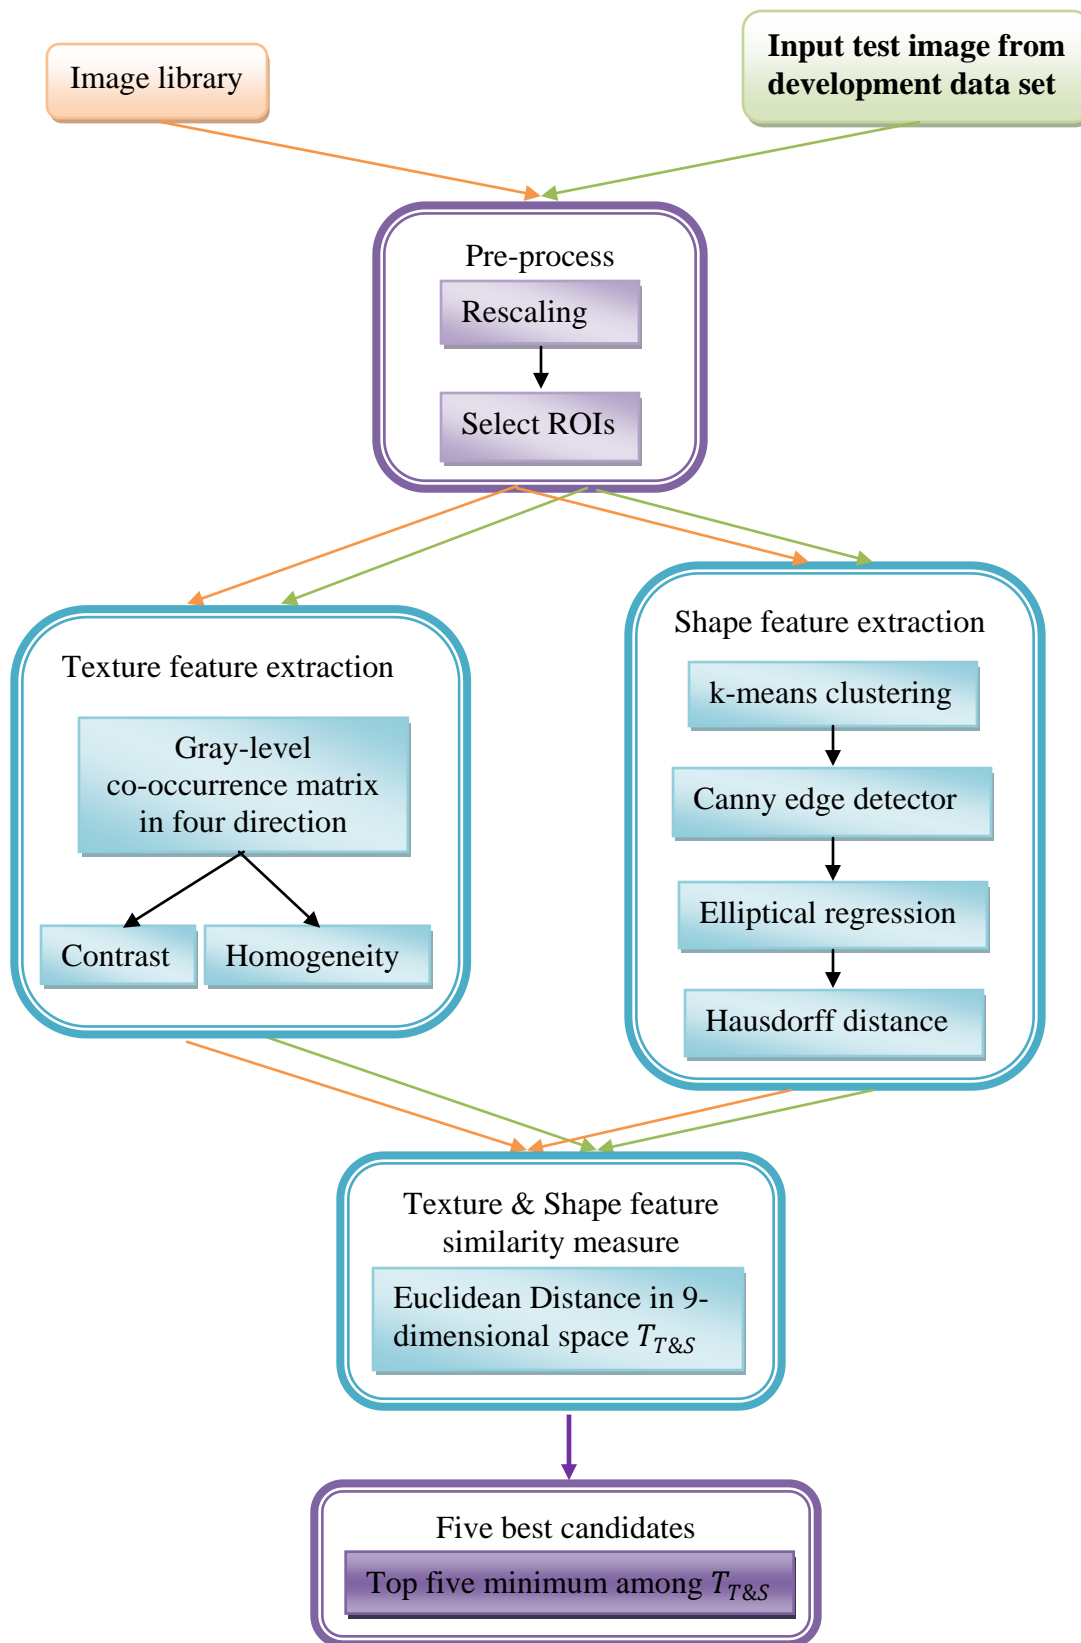 Image library
Input test image from
development data set
Pre-process
Rescaling
Select ROIs
Texture feature extraction
Gray-level
co-occurrence matrix
in four direction
Contrast
Homogeneity
Shape feature extraction
k-means clustering
Canny edge detector
Elliptical regression
Hausdorff distance
Texture & Shape feature
similarity measure
Euclidean Distance in 9-
dimensional space T_{T&S}
Five best candidates
Top five minimum among T_{T&S}